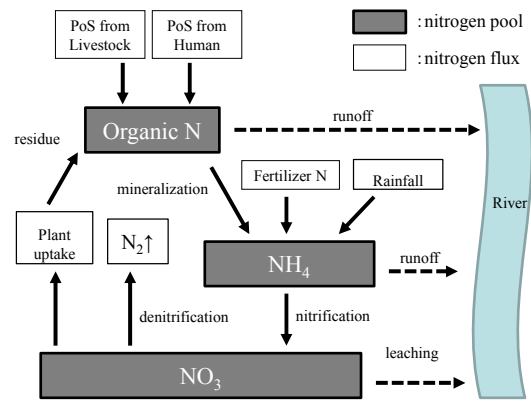 PoS from
Livestock
PoS from
Human
: nitrogen pool
: nitrogen flux
Organic N
runoff
residue
mineralization
Fertilizer N
Rainfall
River
Plant
uptake
N₂↑
NH₄
runoff
denitrification
nitrification
leaching
NO₃